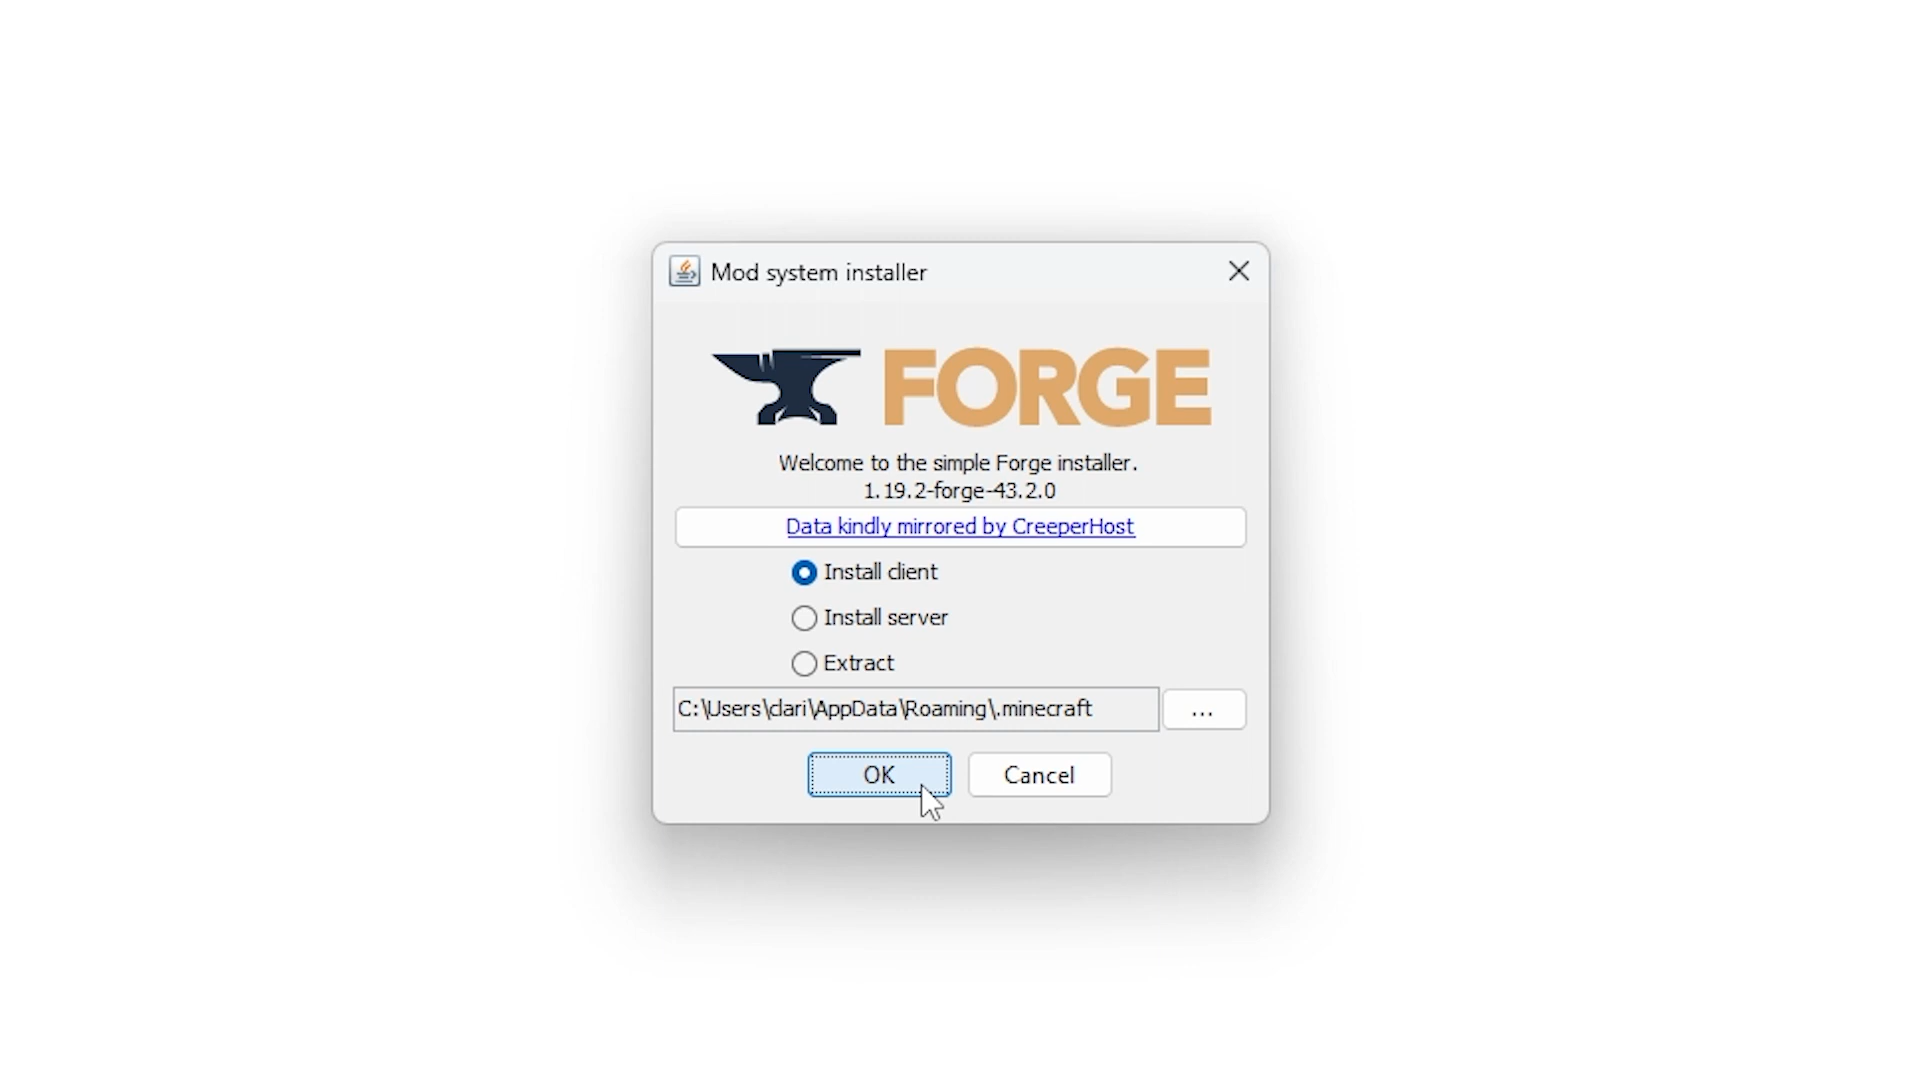 Mod system installer
FORGE
Welcome to the simple Forge installer.
1.19.2-forge-43.2.0
Data kindly mirrored by CreeperHost
Install client
Install server
Extract
C:\Users\clari\AppData\Roaming\.minecraft
...
OK
Cancel